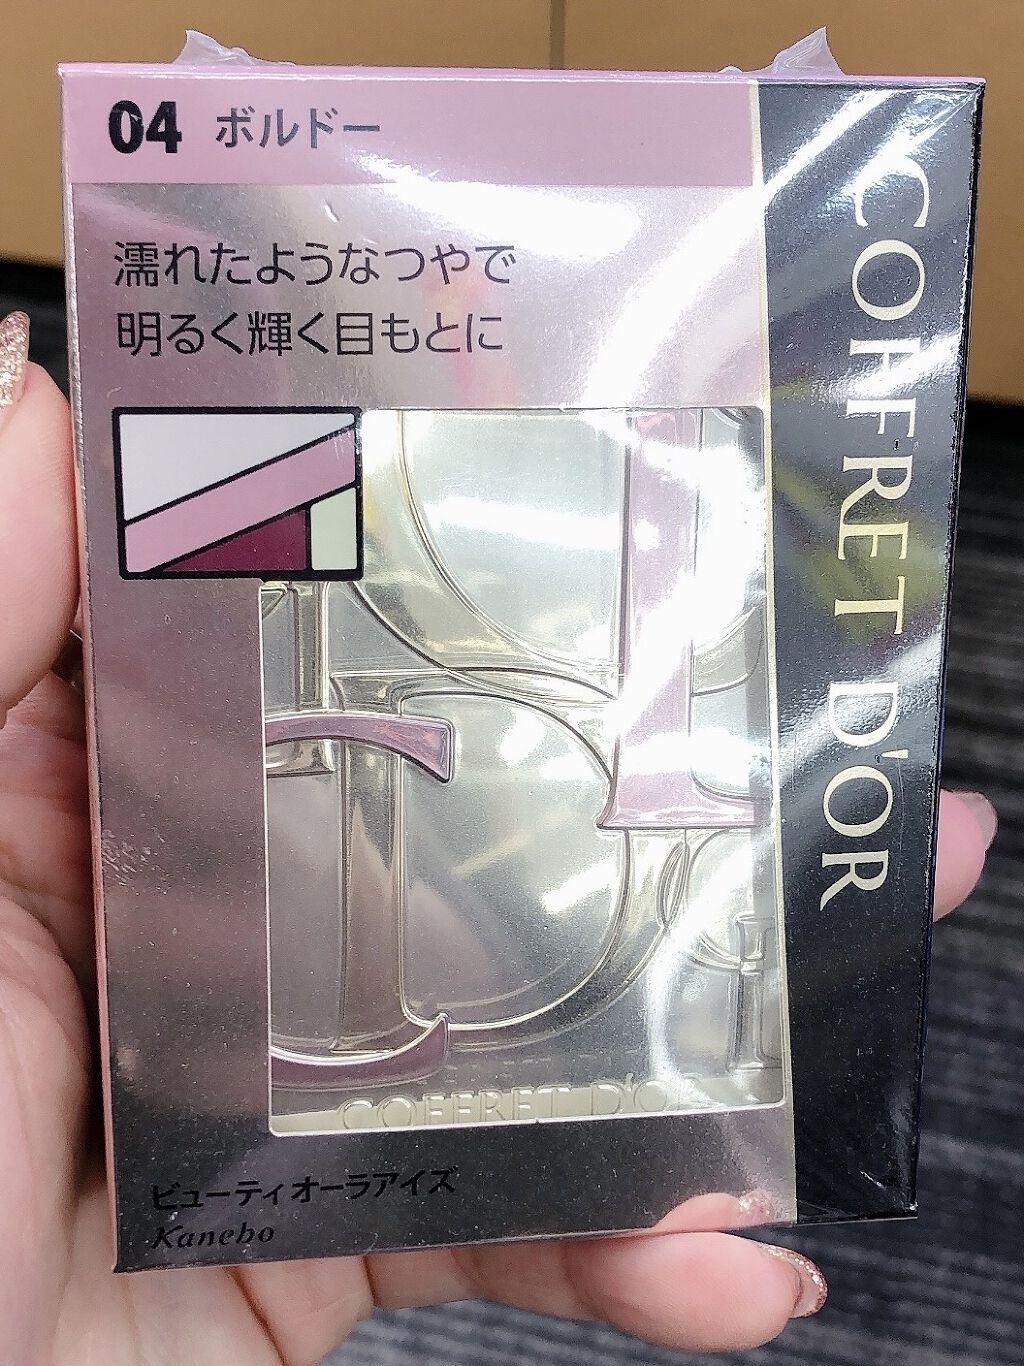 04 ボルドー
濡れたようなつやで
明るく輝く目もとに
COFFRET D'OR
COFFRET D'OR
ビューティオーラアイズ
Kanebo